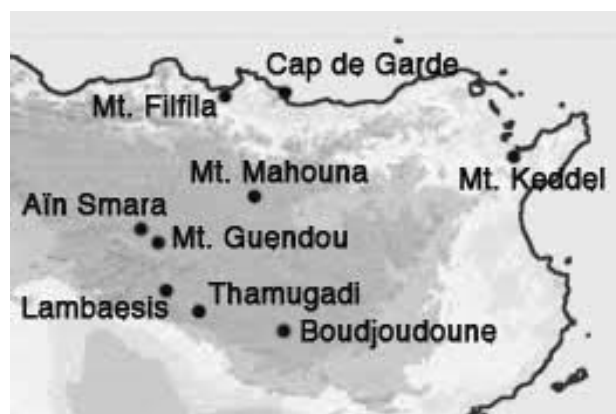 Cap de Garde
Mt. Filfila
Mt. Mahouna
Mt. Keddel
Aïn Smara
Mt. Guendou
Lambaesis
Thamugadi
Boudjoudoune